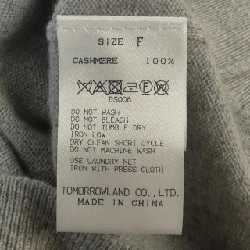 SIZE F
CASHMERE 100%
DO NOT WASH
DO NOT BLEACH
DO NOT TUMBLE DRY
IRON LOW
DRY CLEAN SHORT CYCLE
DO NOT MACHINE WASH
USE LAUNDRY NET
IRON WITH PRESS CLOTH
TOMORROWLAND CO., LTD.
MADE IN CHINA